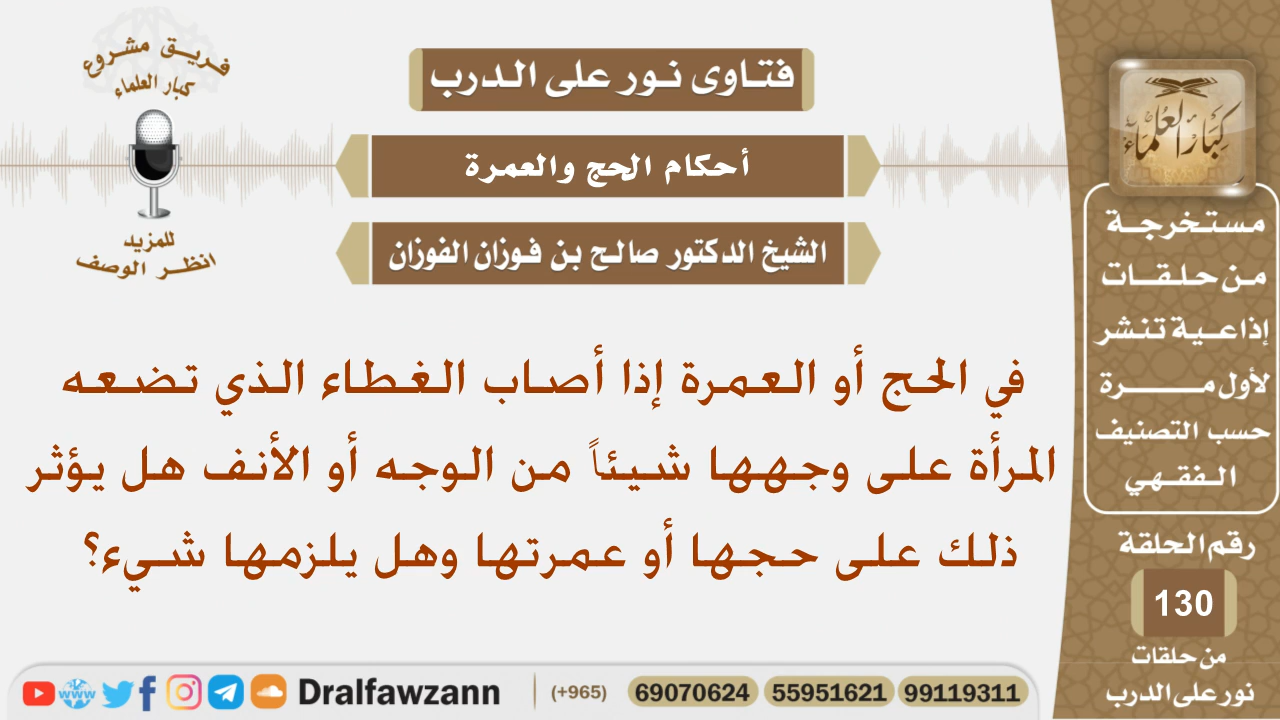 فريق مشروع
كبار العلماء
للمزيد
انظر الوصف
فتاوى نور على الدرب
أحكام الحج والعمرة
الشيخ الدكتور صالح بن فوزان الفوزان
في الحج أو العمرة إذا أصاب الغطاء الذي تضعه
المرأة على وجهها شيئاً من الوجه أو الأنف هل يؤثر
ذلك على حجها أو عمرتها وهل يلزمها شيء؟
كبار العلماء
مستخرجة
من حلقات
إذاعية تنشر
لأول مرة
حسب التصنيف
الفقهي
رقم الحلقة
130
من حلقات
نور على الدرب
www Dralfawzann (+965) 69070624 55951621 99119311